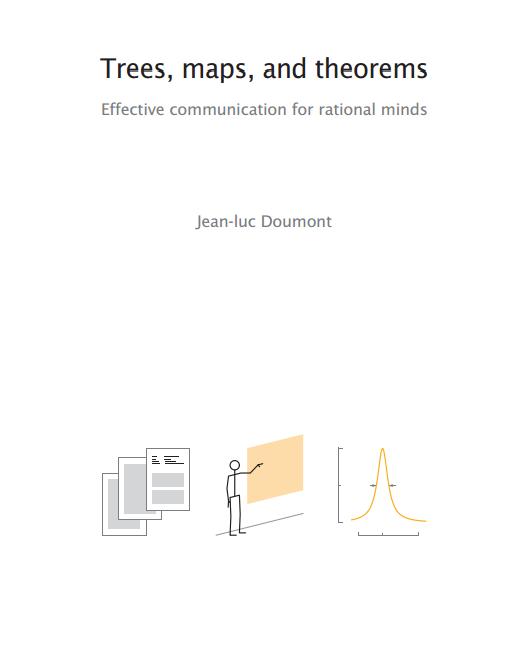 Trees, maps, and theorems
Effective communication for rational minds
Jean-luc Doumont